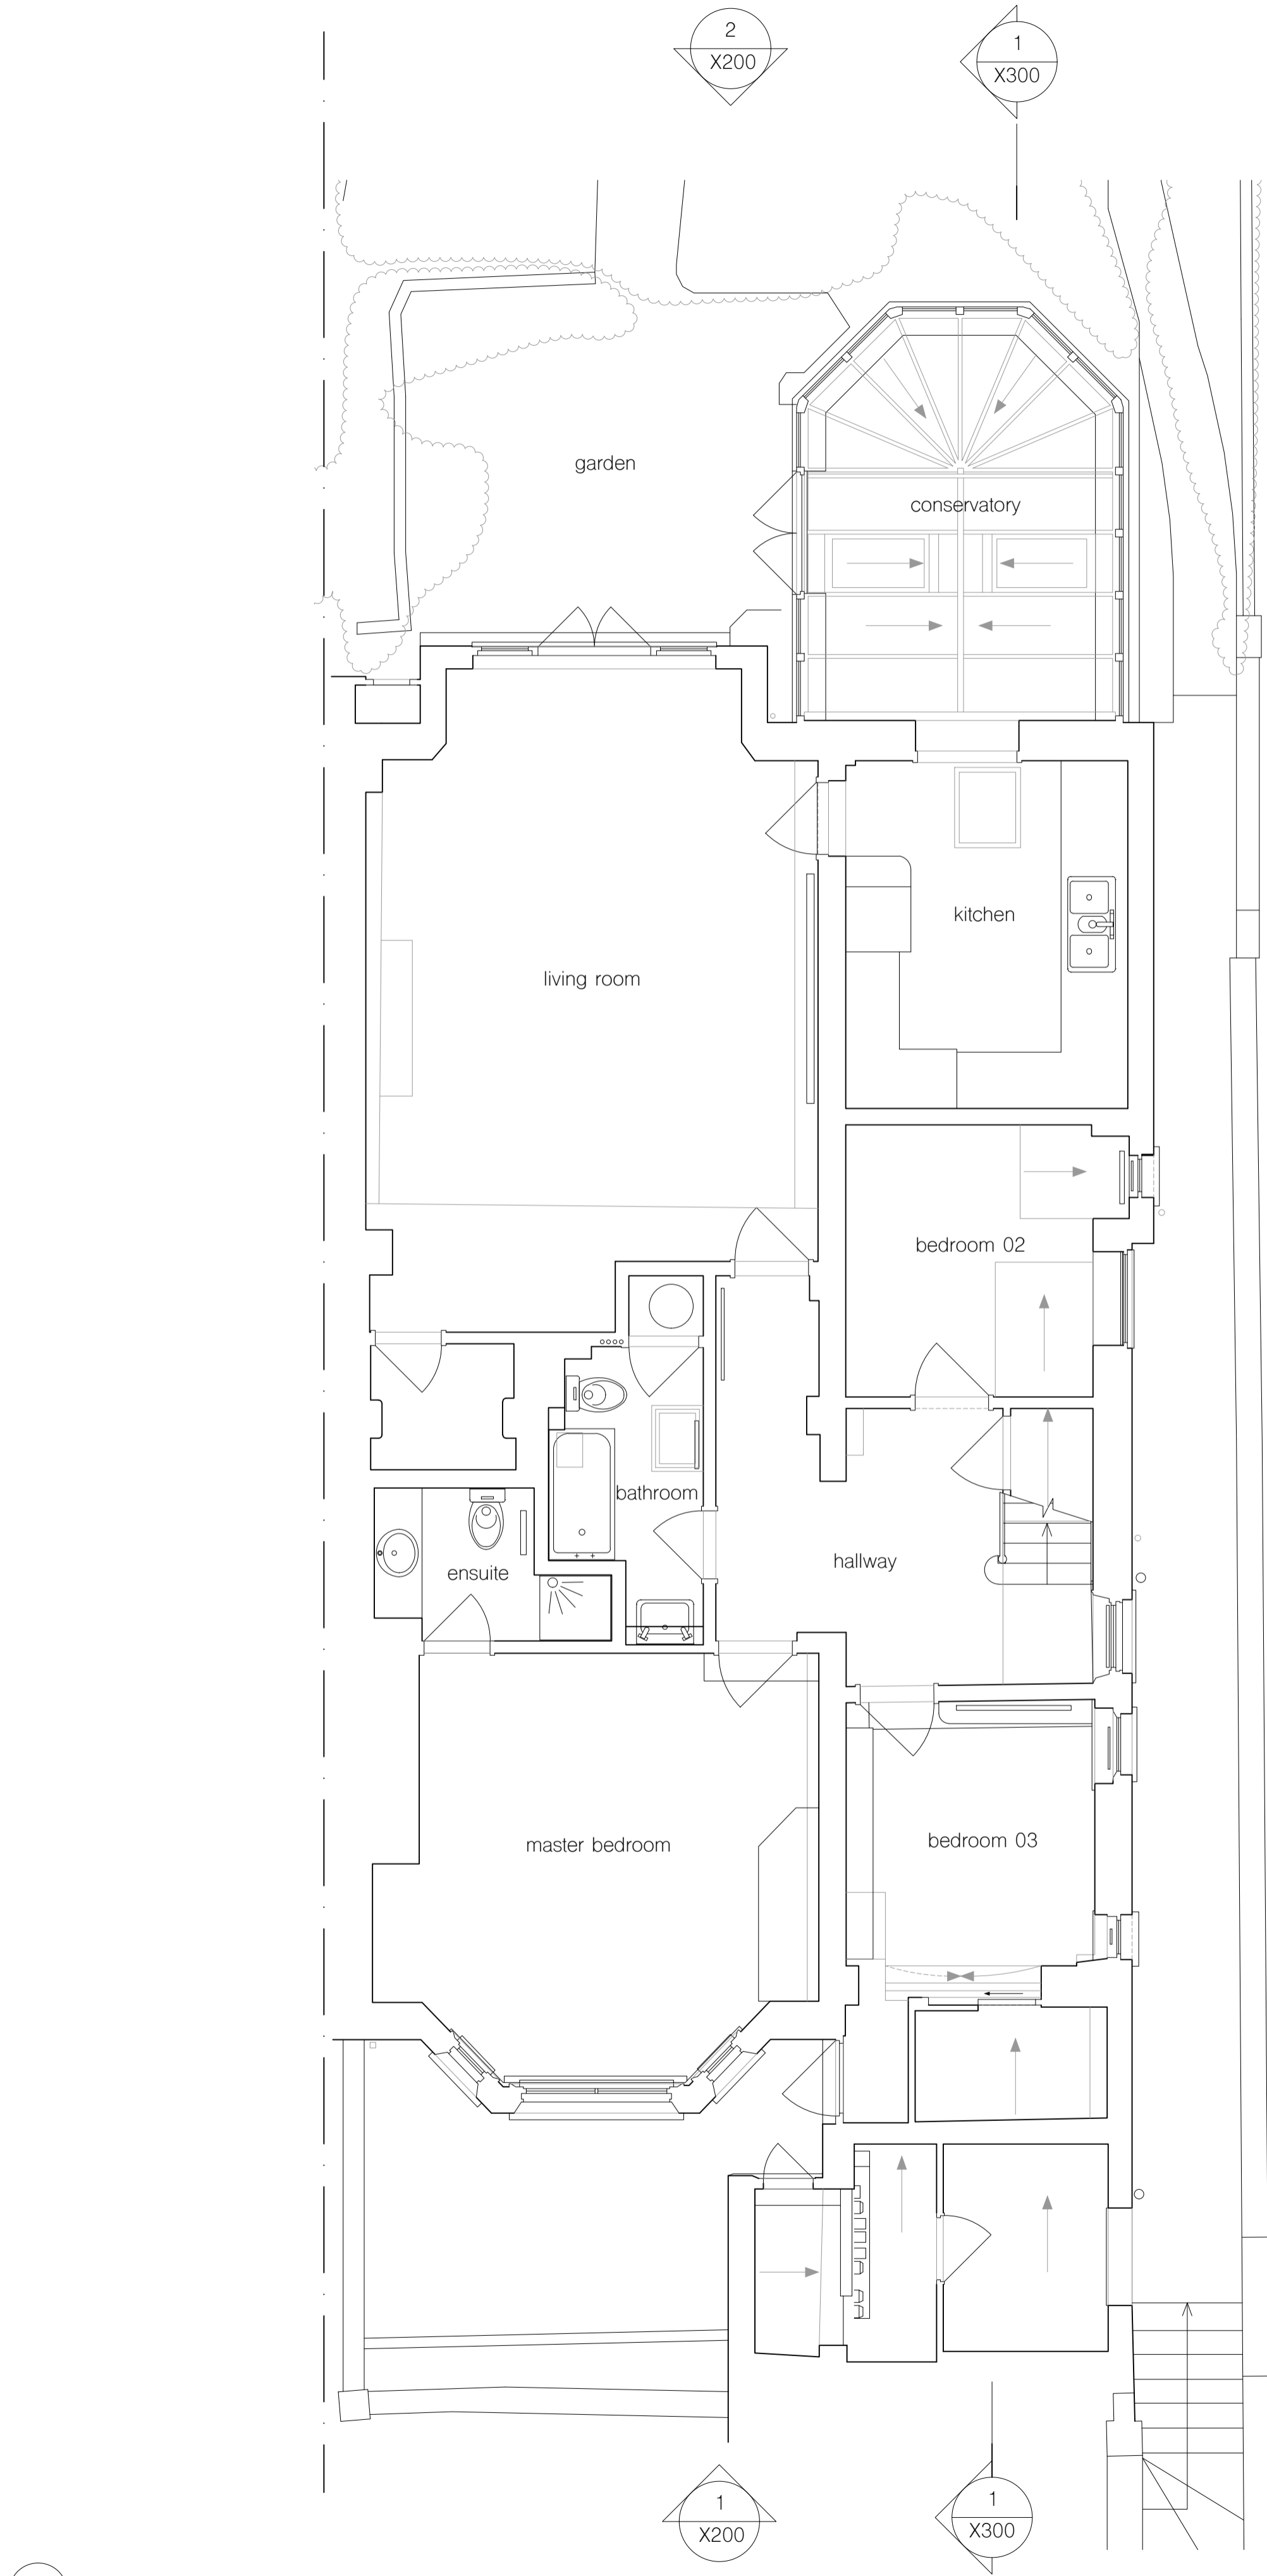 2
X200
1
X300
garden
conservatory
kitchen
living room
bedroom 02
bathroom
hallway
ensuite
master bedroom
bedroom 03
1
X200
1
X300